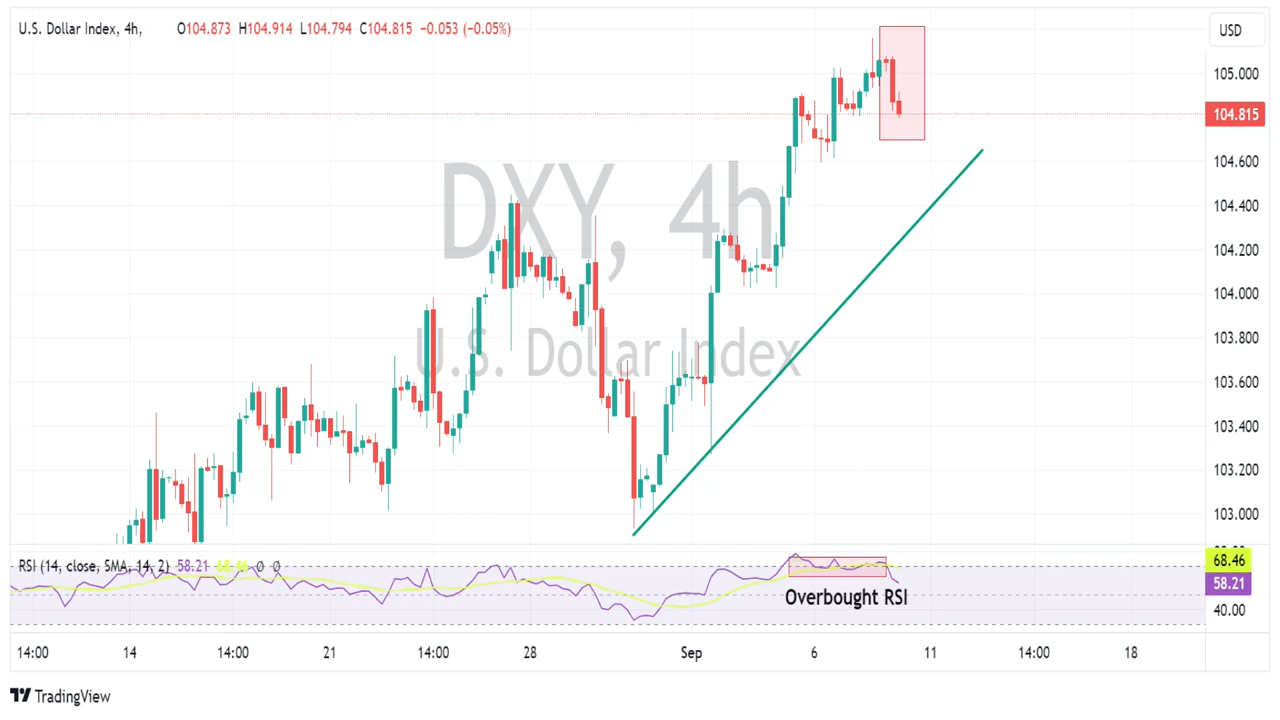 U.S. Dollar Index, 4h, O104.873 H104.914 L104.794 C104.815 −0.053 (−0.05%)
USD
105.000
104.815
104.600
DXY, 4h
104.400
104.200
104.000
103.800
U.S. Dollar Index
103.600
103.400
103.200
103.000
RSI (14, close, SMA, 14, 2) 58.21 68.46 ∅ ∅
68.46
58.21
Overbought RSI
40.00
14:00 14 14:00 21 14:00 28 Sep 6 11 14:00 18
TradingView